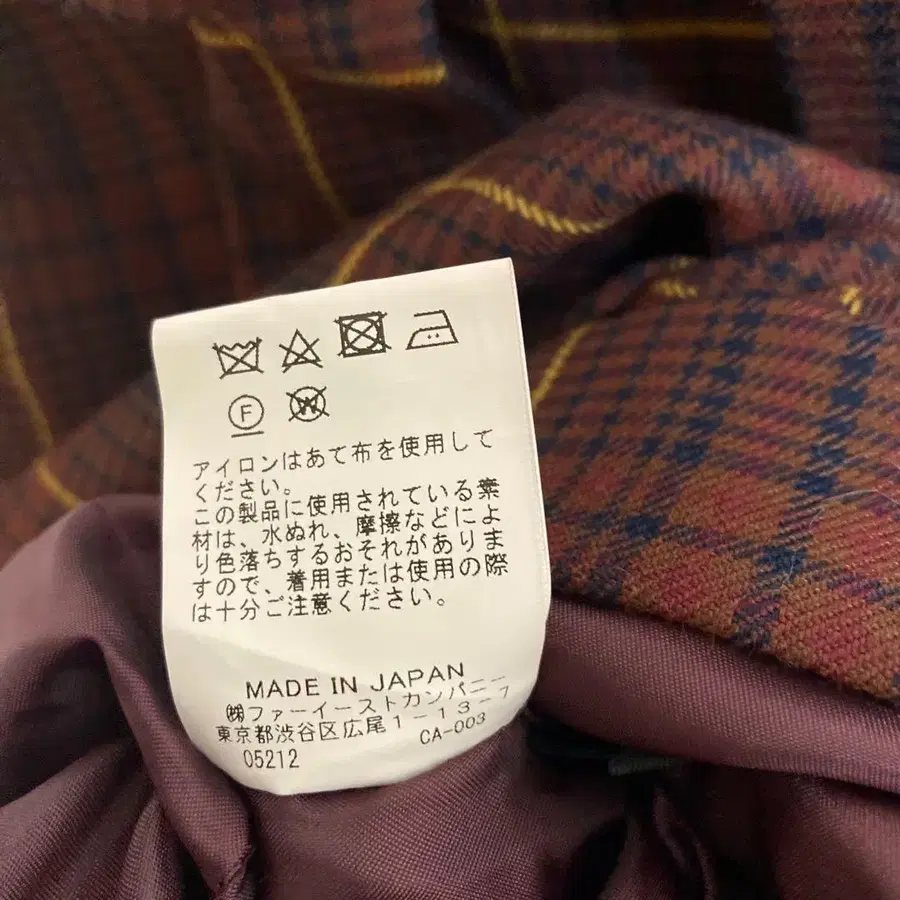 F W
アイロンはあて布を使用して
ください。
この製品に使用されている素
材は、水ぬれ、摩擦などによ
り色落ちするおそれがありま
すので、着用または使用の際
は十分ご注意ください。
MADE IN JAPAN
㈱ファーイーストカンパニー
東京都渋谷区広尾1-13-7
05212 CA-003